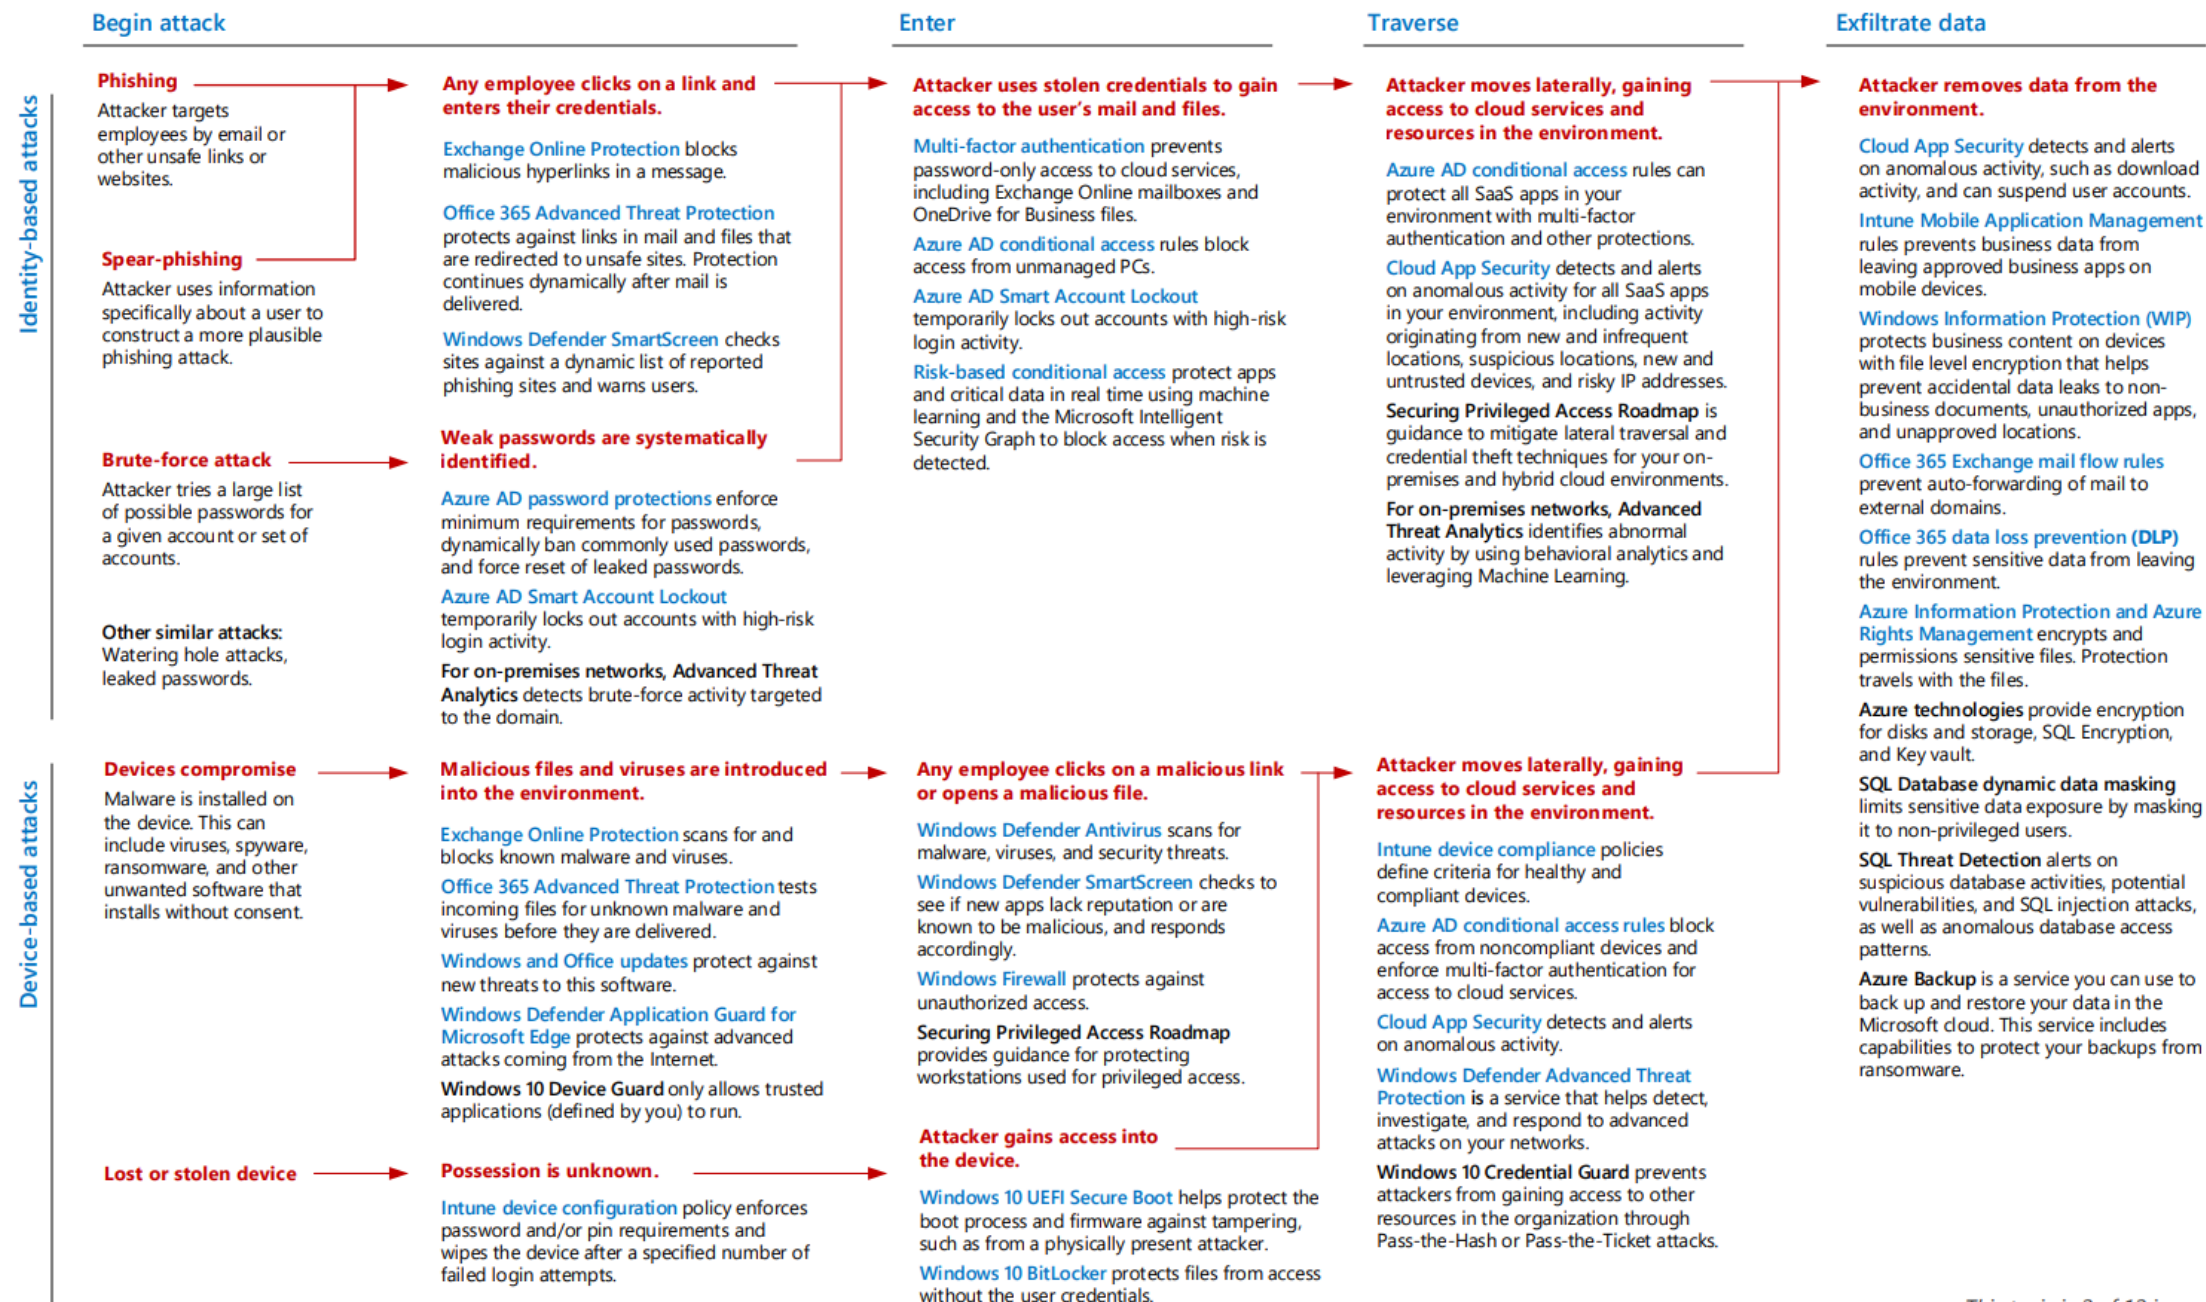 Begin attack
Enter
Traverse
Exfiltrate data
Identity-based attacks
Phishing
Attacker targets
employees by email or
other unsafe links or
websites.
Spear-phishing
Attacker uses information
specifically about a user to
construct a more plausible
phishing attack.
Brute-force attack
Attacker tries a large list
of possible passwords for
a given account or set of
accounts.
Other similar attacks:
Watering hole attacks,
leaked passwords.
Any employee clicks on a link and
enters their credentials.
Exchange Online Protection blocks
malicious hyperlinks in a message.
Office 365 Advanced Threat Protection
protects against links in mail and files that
are redirected to unsafe sites. Protection
continues dynamically after mail is
delivered.
Windows Defender SmartScreen checks
sites against a dynamic list of reported
phishing sites and warns users.
Weak passwords are systematically
identified.
Azure AD password protections enforce
minimum requirements for passwords,
dynamically ban commonly used passwords,
and force reset of leaked passwords.
Azure AD Smart Account Lockout
temporarily locks out accounts with high-risk
login activity.
For on-premises networks, Advanced Threat
Analytics detects brute-force activity targeted
to the domain.
Attacker uses stolen credentials to gain
access to the user's mail and files.
Multi-factor authentication prevents
password-only access to cloud services,
including Exchange Online mailboxes and
OneDrive for Business files.
Azure AD conditional access rules block
access from unmanaged PCs.
Azure AD Smart Account Lockout
temporarily locks out accounts with high-risk
login activity.
Risk-based conditional access protect apps
and critical data in real time using machine
learning and the Microsoft Intelligent
Security Graph to block access when risk is
detected.
Attacker moves laterally, gaining
access to cloud services and
resources in the environment.
Azure AD conditional access rules can
protect all SaaS apps in your
environment with multi-factor
authentication and other protections.
Cloud App Security detects and alerts
on anomalous activity for all SaaS apps
in your environment, including activity
originating from new and infrequent
locations, suspicious locations, new and
untrusted devices, and risky IP addresses.
Securing Privileged Access Roadmap is
guidance to mitigate lateral traversal and
credential theft techniques for your on-
premises and hybrid cloud environments.
For on-premises networks, Advanced
Threat Analytics identifies abnormal
activity by using behavioral analytics and
leveraging Machine Learning.
Attacker removes data from the
environment.
Cloud App Security detects and alerts
on anomalous activity, such as download
activity, and can suspend user accounts.
Intune Mobile Application Management
rules prevents business data from
leaving approved business apps on
mobile devices.
Windows Information Protection (WIP)
protects business content on devices
with file level encryption that helps
prevent accidental data leaks to non-
business documents, unauthorized apps,
and unapproved locations.
Office 365 Exchange mail flow rules
prevent auto-forwarding of mail to
external domains.
Office 365 data loss prevention (DLP)
rules prevent sensitive data from leaving
the environment.
Azure Information Protection and Azure
Rights Management encrypts and
permissions sensitive files. Protection
travels with the files.
Azure technologies provide encryption
for disks and storage, SQL Encryption,
and Key vault.
SQL Database dynamic data masking
limits sensitive data exposure by masking
it to non-privileged users.
SQL Threat Detection alerts on
suspicious database activities, potential
vulnerabilities, and SQL injection attacks,
as well as anomalous database access
patterns.
Azure Backup is a service you can use to
back up and restore your data in the
Microsoft cloud. This service includes
capabilities to protect your backups from
ransomware.
Device-based attacks
Devices compromise
Malware is installed on
the device. This can
include viruses, spyware,
ransomware, and other
unwanted software that
installs without consent.
Lost or stolen device
Malicious files and viruses are introduced
into the environment.
Exchange Online Protection scans for and
blocks known malware and viruses.
Office 365 Advanced Threat Protection tests
incoming files for unknown malware and
viruses before they are delivered.
Windows and Office updates protect against
new threats to this software.
Windows Defender Application Guard for
Microsoft Edge protects against advanced
attacks coming from the Internet.
Windows 10 Device Guard only allows trusted
applications (defined by you) to run.
Possession is unknown.
Intune device configuration policy enforces
password and/or pin requirements and
wipes the device after a specified number of
failed login attempts.
Any employee clicks on a malicious link
or opens a malicious file.
Windows Defender Antivirus scans for
malware, viruses, and security threats.
Windows Defender SmartScreen checks to
see if new apps lack reputation or are
known to be malicious, and responds
accordingly.
Windows Firewall protects against
unauthorized access.
Securing Privileged Access Roadmap
provides guidance for protecting
workstations used for privileged access.
Attacker gains access into
the device.
Windows 10 UEFI Secure Boot helps protect the
boot process and firmware against tampering,
such as from a physically present attacker.
Windows 10 BitLocker protects files from access
without the user credentials.
Attacker moves laterally, gaining
access to cloud services and
resources in the environment.
Intune device compliance policies
define criteria for healthy and
compliant devices.
Azure AD conditional access rules block
access from noncompliant devices and
enforce multi-factor authentication for
access to cloud services.
Cloud App Security detects and alerts
on anomalous activity.
Windows Defender Advanced Threat
Protection is a service that helps detect,
investigate, and respond to advanced
attacks on your networks.
Windows 10 Credential Guard prevents
attackers from gaining access to other
resources in the organization through
Pass-the-Hash or Pass-the-Ticket attacks.